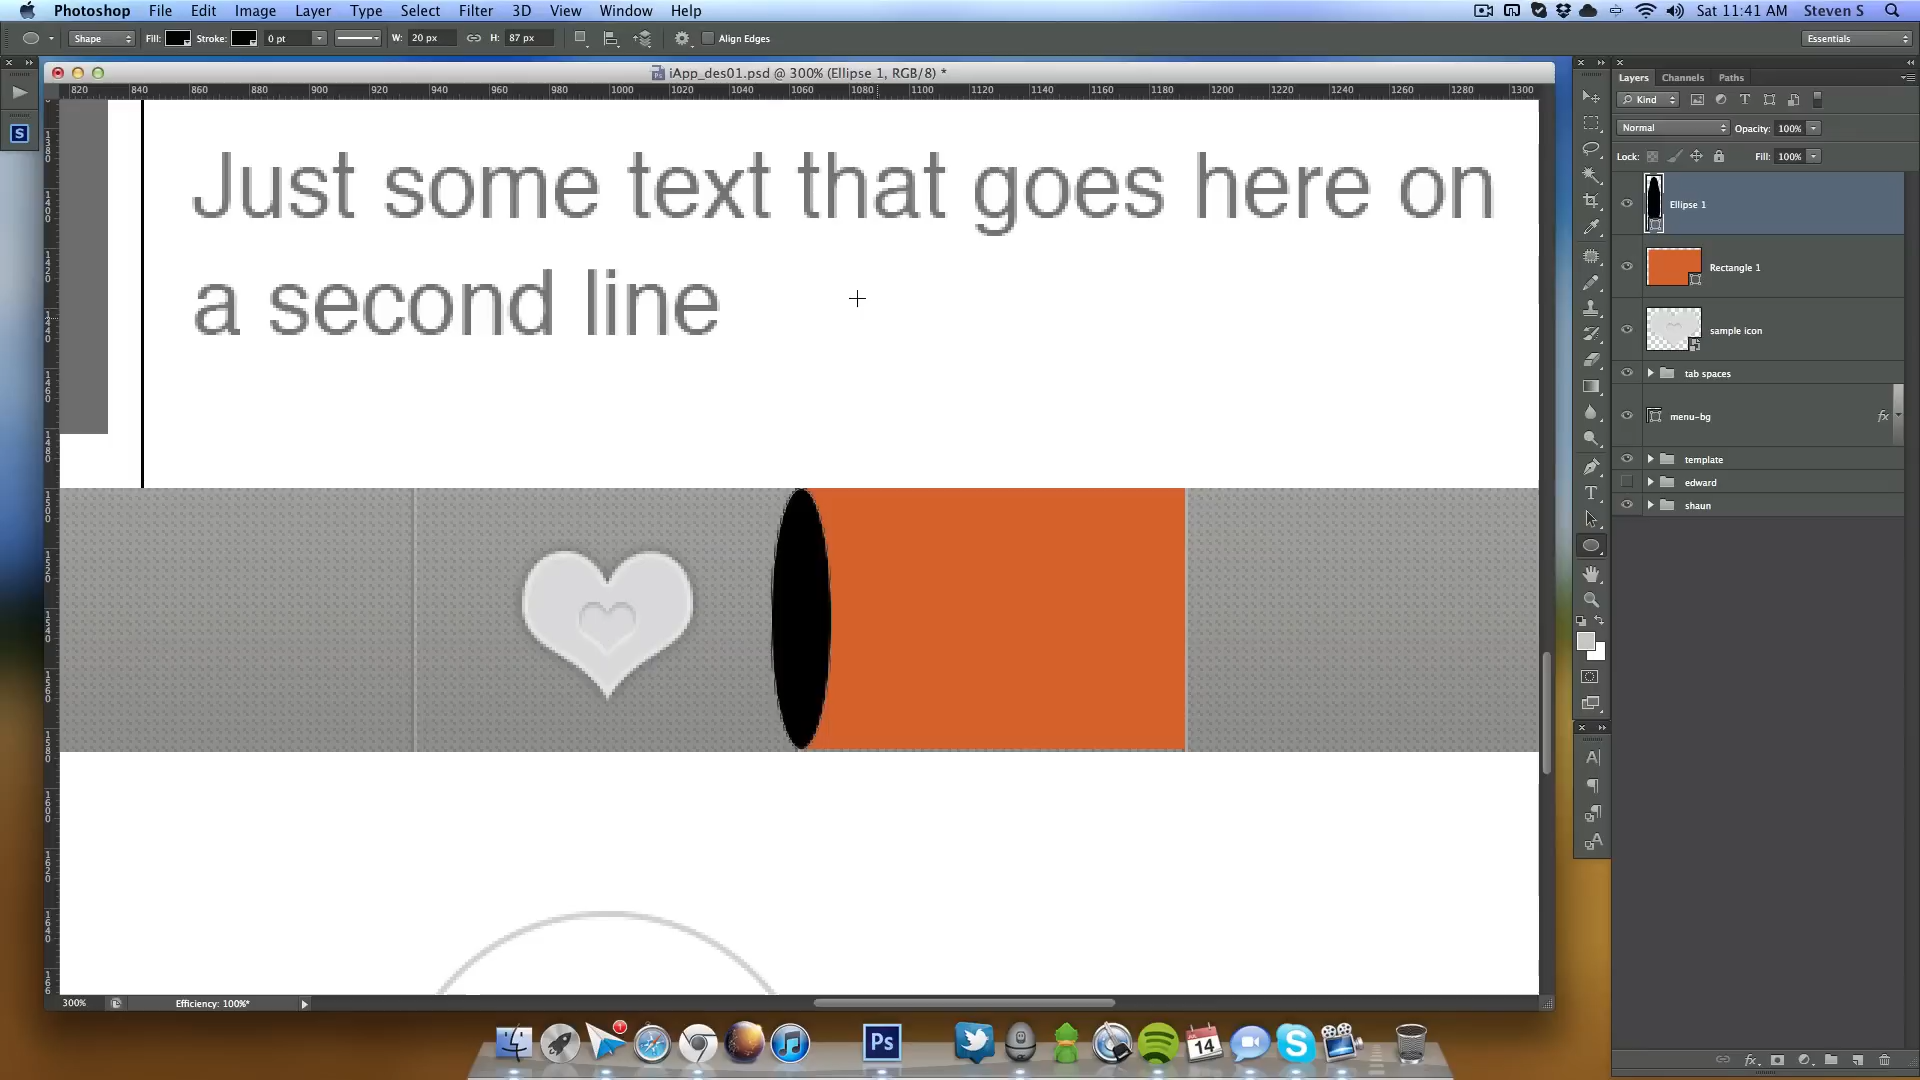 Photoshop File Edit Image Layer Type Select Filter 3D View Window Help Sat 11:41 AM Steven S
Shape Fill: Stroke: 0 pt W: 20 px H: 87 px Align Edges Essentials
iApp_des01.psd @ 300% (Ellipse 1, RGB/8) *
820 840 860 880 900 920 940 960 980 1000 1020 1040 1060 1080 1100 1120 1140 1160 1180 1200 1220 1240 1260 1280 1300
Just some text that goes here on
a second line
Layers Channels Paths
Kind
Normal Opacity: 100%
Lock: Fill: 100%
Ellipse 1
Rectangle 1
sample icon
tab spaces
menu-bg fx
template
edward
shaun
300% Efficiency: 100%*
Ps
1
14